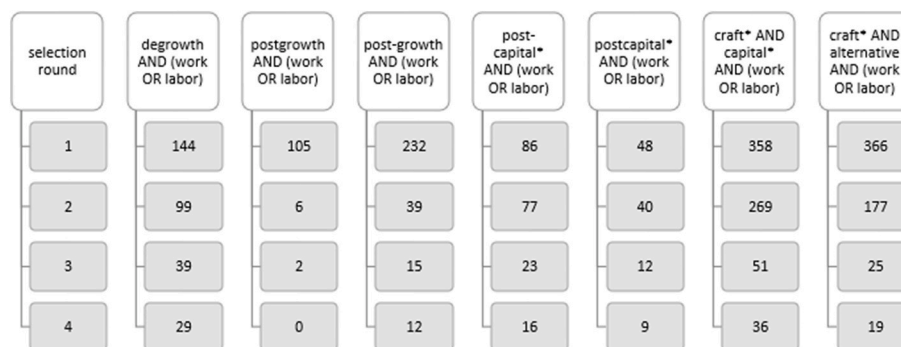 selection
round
degrowth
AND (work
OR labor)
postgrowth
AND (work
OR labor)
post-growth
AND (work
OR labor)
post-
capital*
AND (work
OR labor)
postcapital*
AND (work
OR labor)
craft* AND
capital*
AND (work
OR labor)
craft* AND
alternative
AND (work
OR labor)
1 144 105 232 86 48 358 366
2 99 6 39 77 40 269 177
3 39 2 15 23 12 51 25
4 29 0 12 16 9 36 19